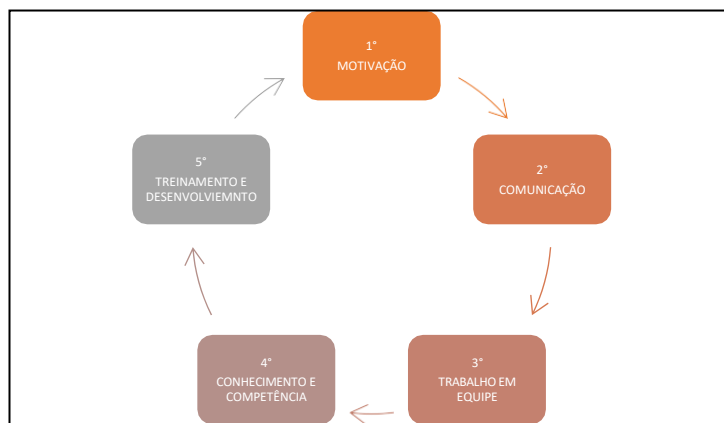 1°
MOTIVAÇÃO
2°
COMUNICAÇÃO
3°
TRABALHO EM
EQUIPE
4°
CONHECIMENTO E
COMPETÊNCIA
5°
TREINAMENTO E
DESENVOLVIEMNTO